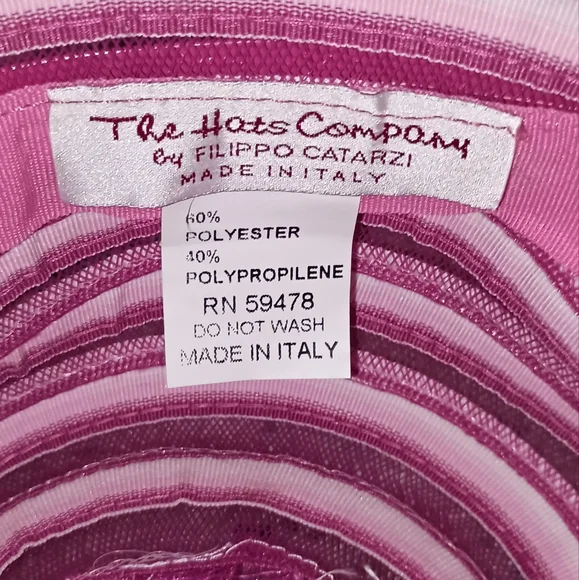 The Hats Company
by FILIPPO CATARZI
MADE IN ITALY
60%
POLYESTER
40%
POLYPROPILENE
RN 59478
DO NOT WASH
MADE IN ITALY